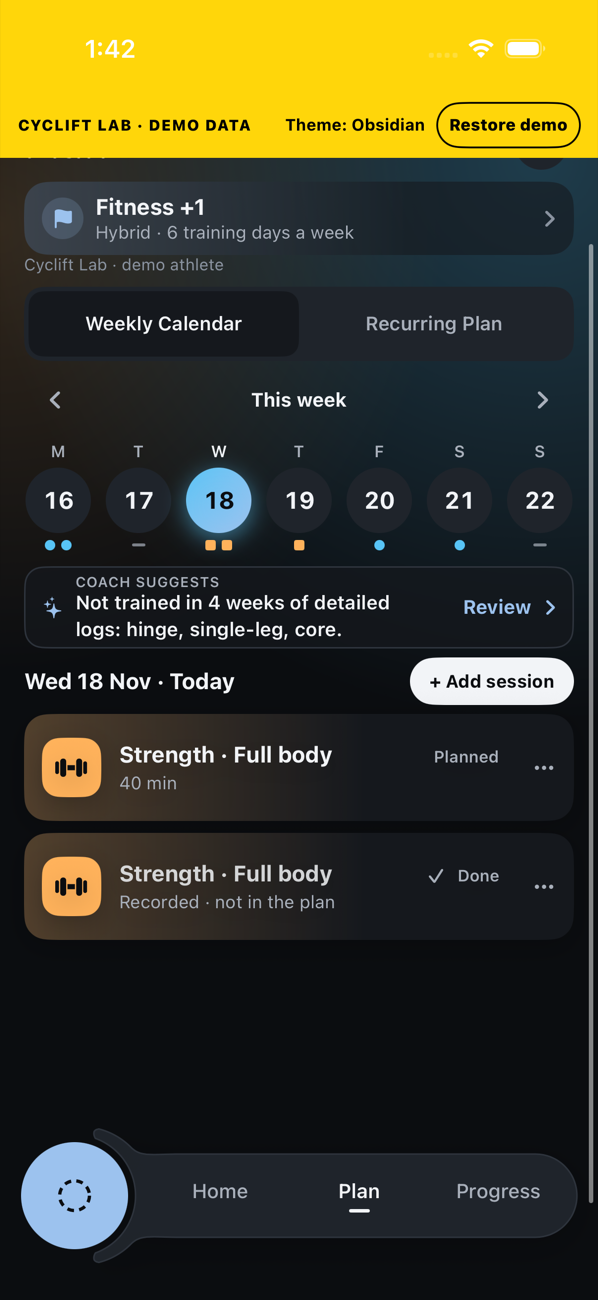 1:42
CYCLIFT LAB · DEMO DATA
Theme: Obsidian
Restore demo
Fitness +1
Hybrid · 6 training days a week
Cyclift Lab · demo athlete
Weekly Calendar
Recurring Plan
This week
M T W T F S S
16 17 18 19 20 21 22
COACH SUGGESTS
Not trained in 4 weeks of detailed
logs: hinge, single-leg, core.
Review
Wed 18 Nov · Today
+ Add session
Strength · Full body
Planned
40 min
Strength · Full body
Done
Recorded · not in the plan
Home
Plan
Progress